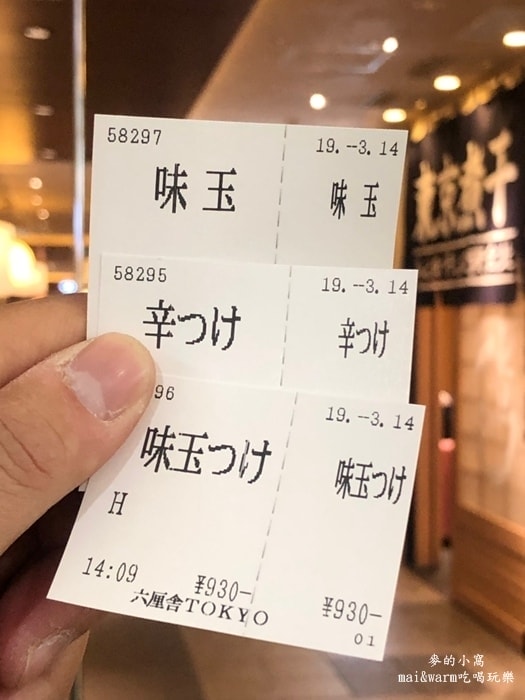 58297 19.--3.14
味玉 味玉
58295 19.--3.14
辛つけ 辛つけ
96 19.--3.14
味玉つけ 味玉つけ
H
14:09 ¥930- ¥930-
六厘舎TOKYO 01
東京煮干
麥的小窩
mai&warm吃喝玩樂